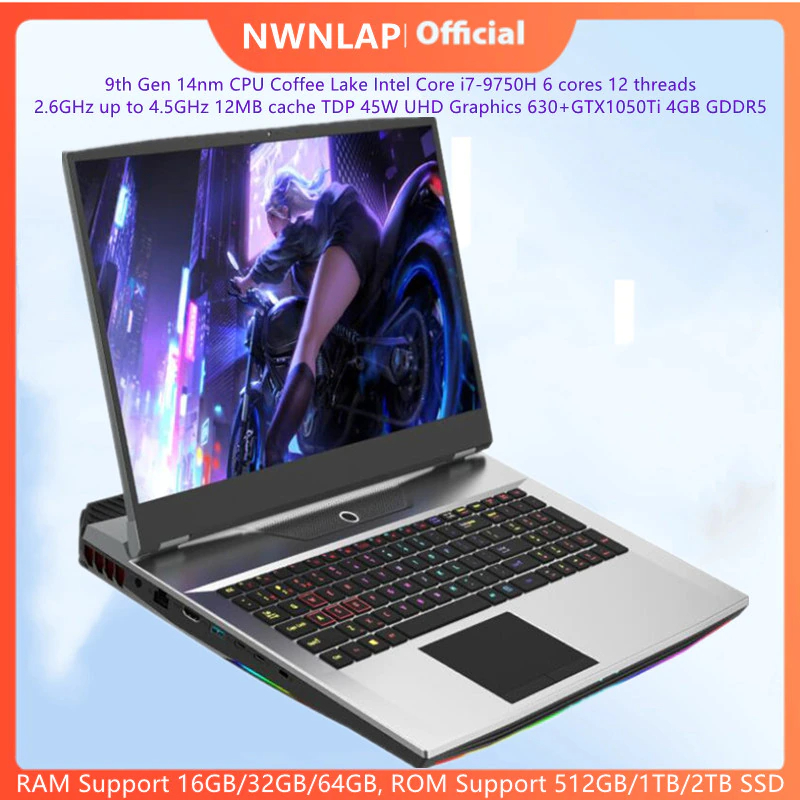 NWNLAP| Official
9th Gen 14nm CPU Coffee Lake Intel Core i7-9750H 6 cores 12 threads
2.6GHz up to 4.5GHz 12MB cache TDP 45W UHD Graphics 630+GTX1050Ti 4GB GDDR5
RAM Support 16GB/32GB/64GB, ROM Support 512GB/1TB/2TB SSD